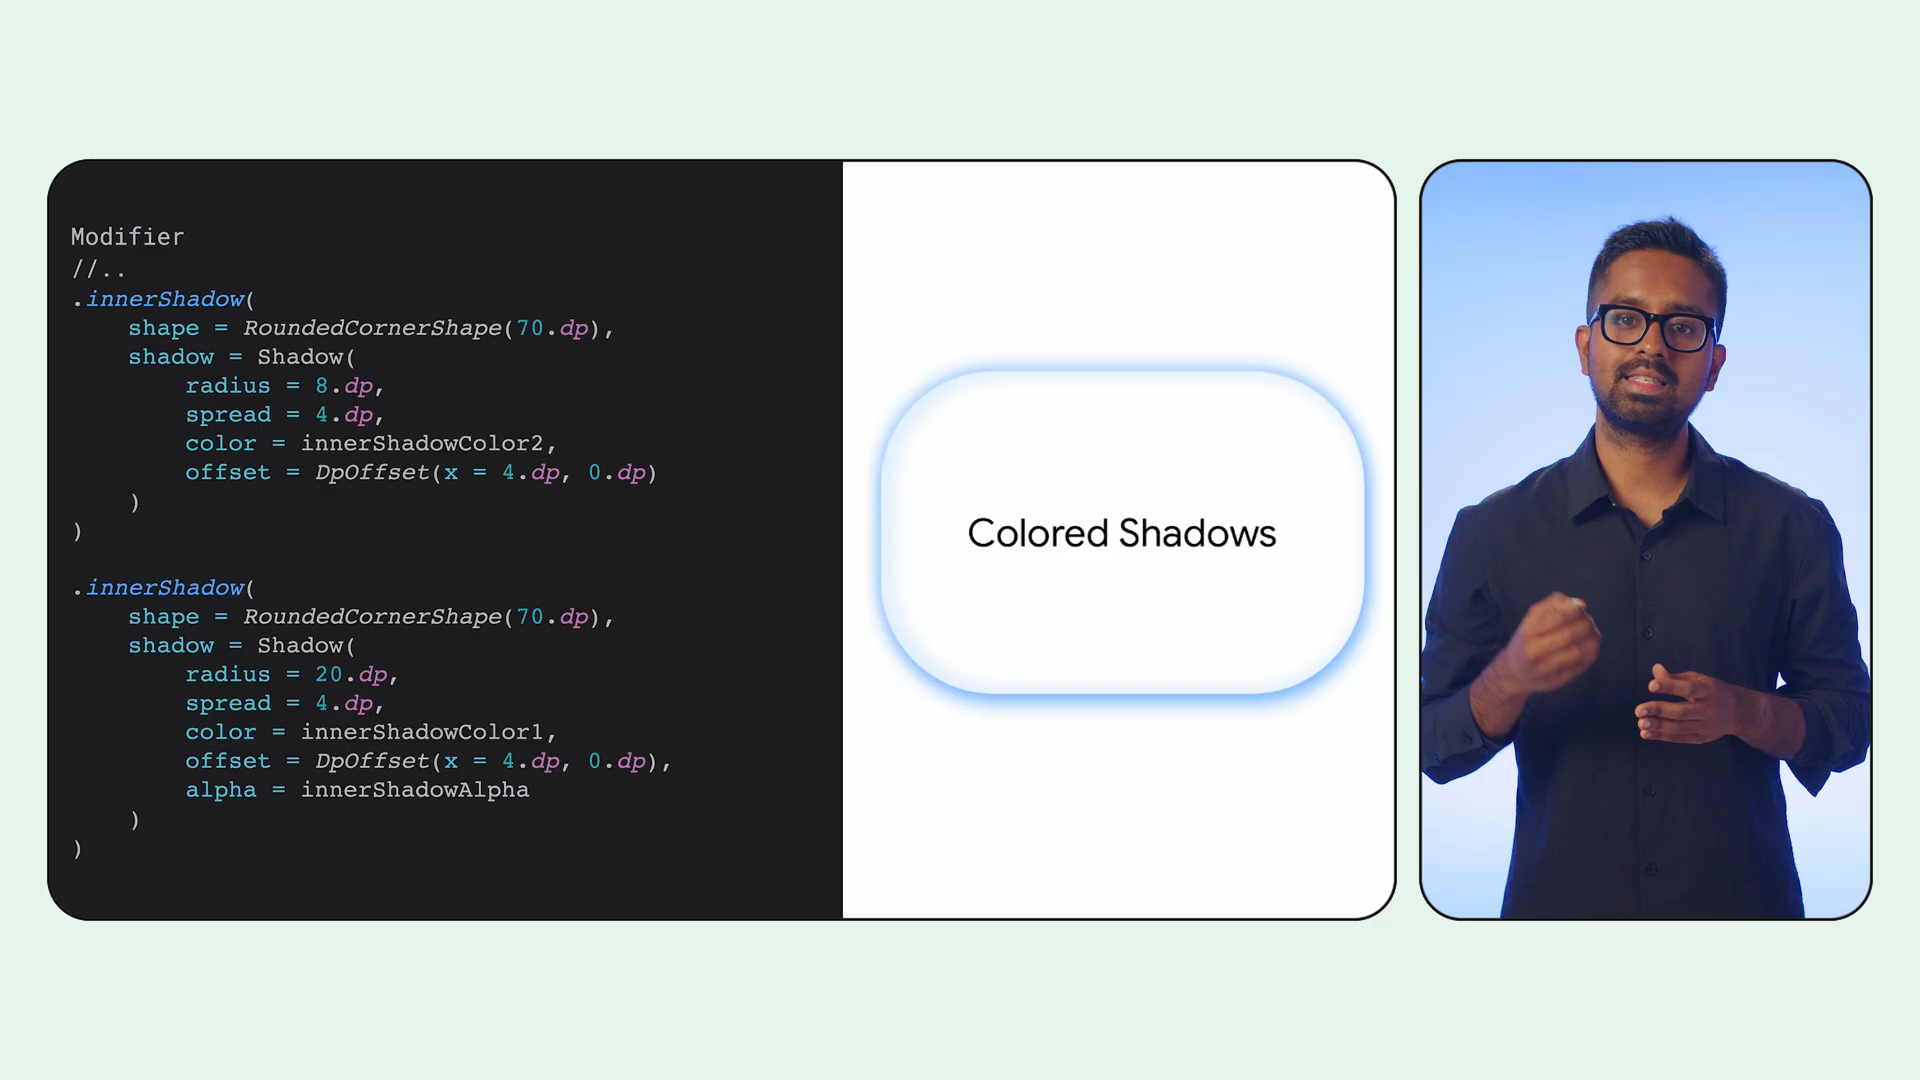 Modifier
//..
.innerShadow(
    shape = RoundedCornerShape(70.dp),
    shadow = Shadow(
        radius = 8.dp,
        spread = 4.dp,
        color = innerShadowColor2,
        offset = DpOffset(x = 4.dp, 0.dp)
    )
)
.innerShadow(
    shape = RoundedCornerShape(70.dp),
    shadow = Shadow(
        radius = 20.dp,
        spread = 4.dp,
        color = innerShadowColor1,
        offset = DpOffset(x = 4.dp, 0.dp),
        alpha = innerShadowAlpha
    )
)
Colored Shadows